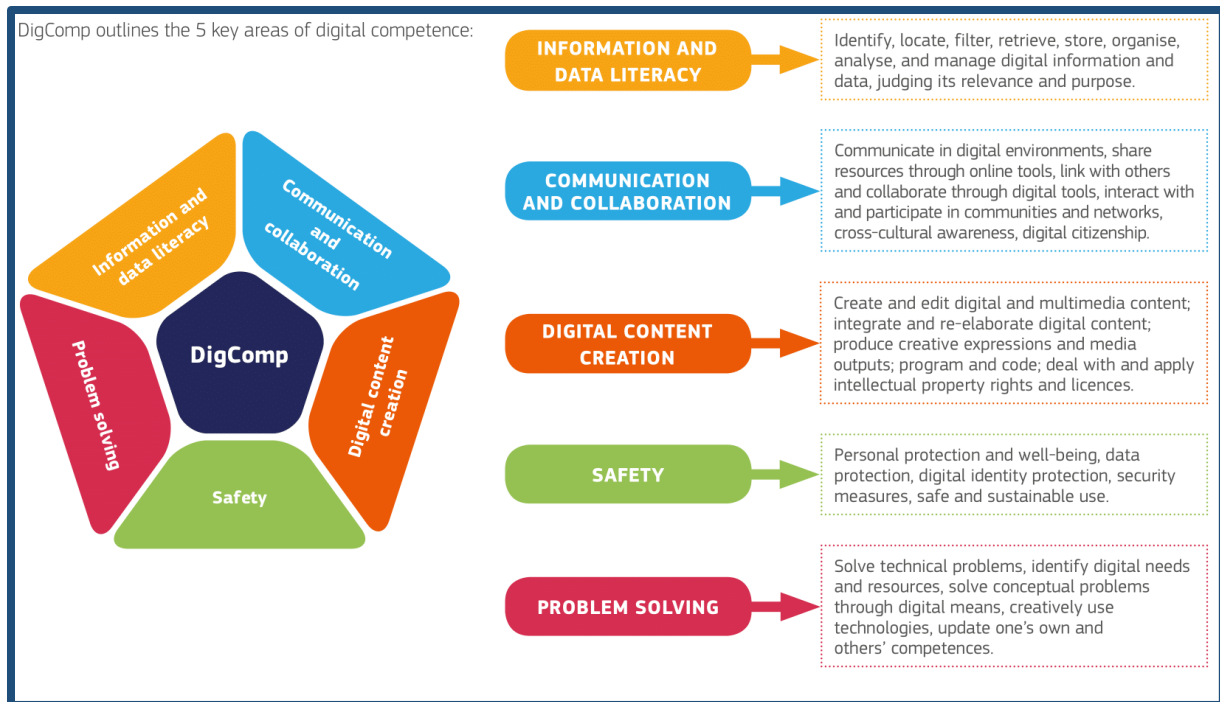 DigComp outlines the 5 key areas of digital competence:
Information and
data literacy
Communication
and
collaboration
Problem solving
DigComp
Digital content
creation
Safety
INFORMATION AND
DATA LITERACY
Identify, locate, filter, retrieve, store, organise,
analyse, and manage digital information and
data, judging its relevance and purpose.
COMMUNICATION
AND COLLABORATION
Communicate in digital environments, share
resources through online tools, link with others
and collaborate through digital tools, interact with
and participate in communities and networks,
cross-cultural awareness, digital citizenship.
DIGITAL CONTENT
CREATION
Create and edit digital and multimedia content;
integrate and re-elaborate digital content;
produce creative expressions and media
outputs; program and code; deal with and apply
intellectual property rights and licences.
SAFETY
Personal protection and well-being, data
protection, digital identity protection, security
measures, safe and sustainable use.
PROBLEM SOLVING
Solve technical problems, identify digital needs
and resources, solve conceptual problems
through digital means, creatively use
technologies, update one's own and
others' competences.